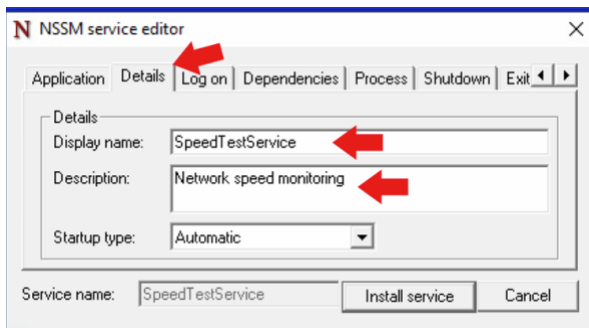 N NSSM service editor
Application Details Log on Dependencies Process Shutdown Exit
Details
Display name: SpeedTestService
Description: Network speed monitoring
Startup type: Automatic
Service name: SpeedTestService Install service Cancel